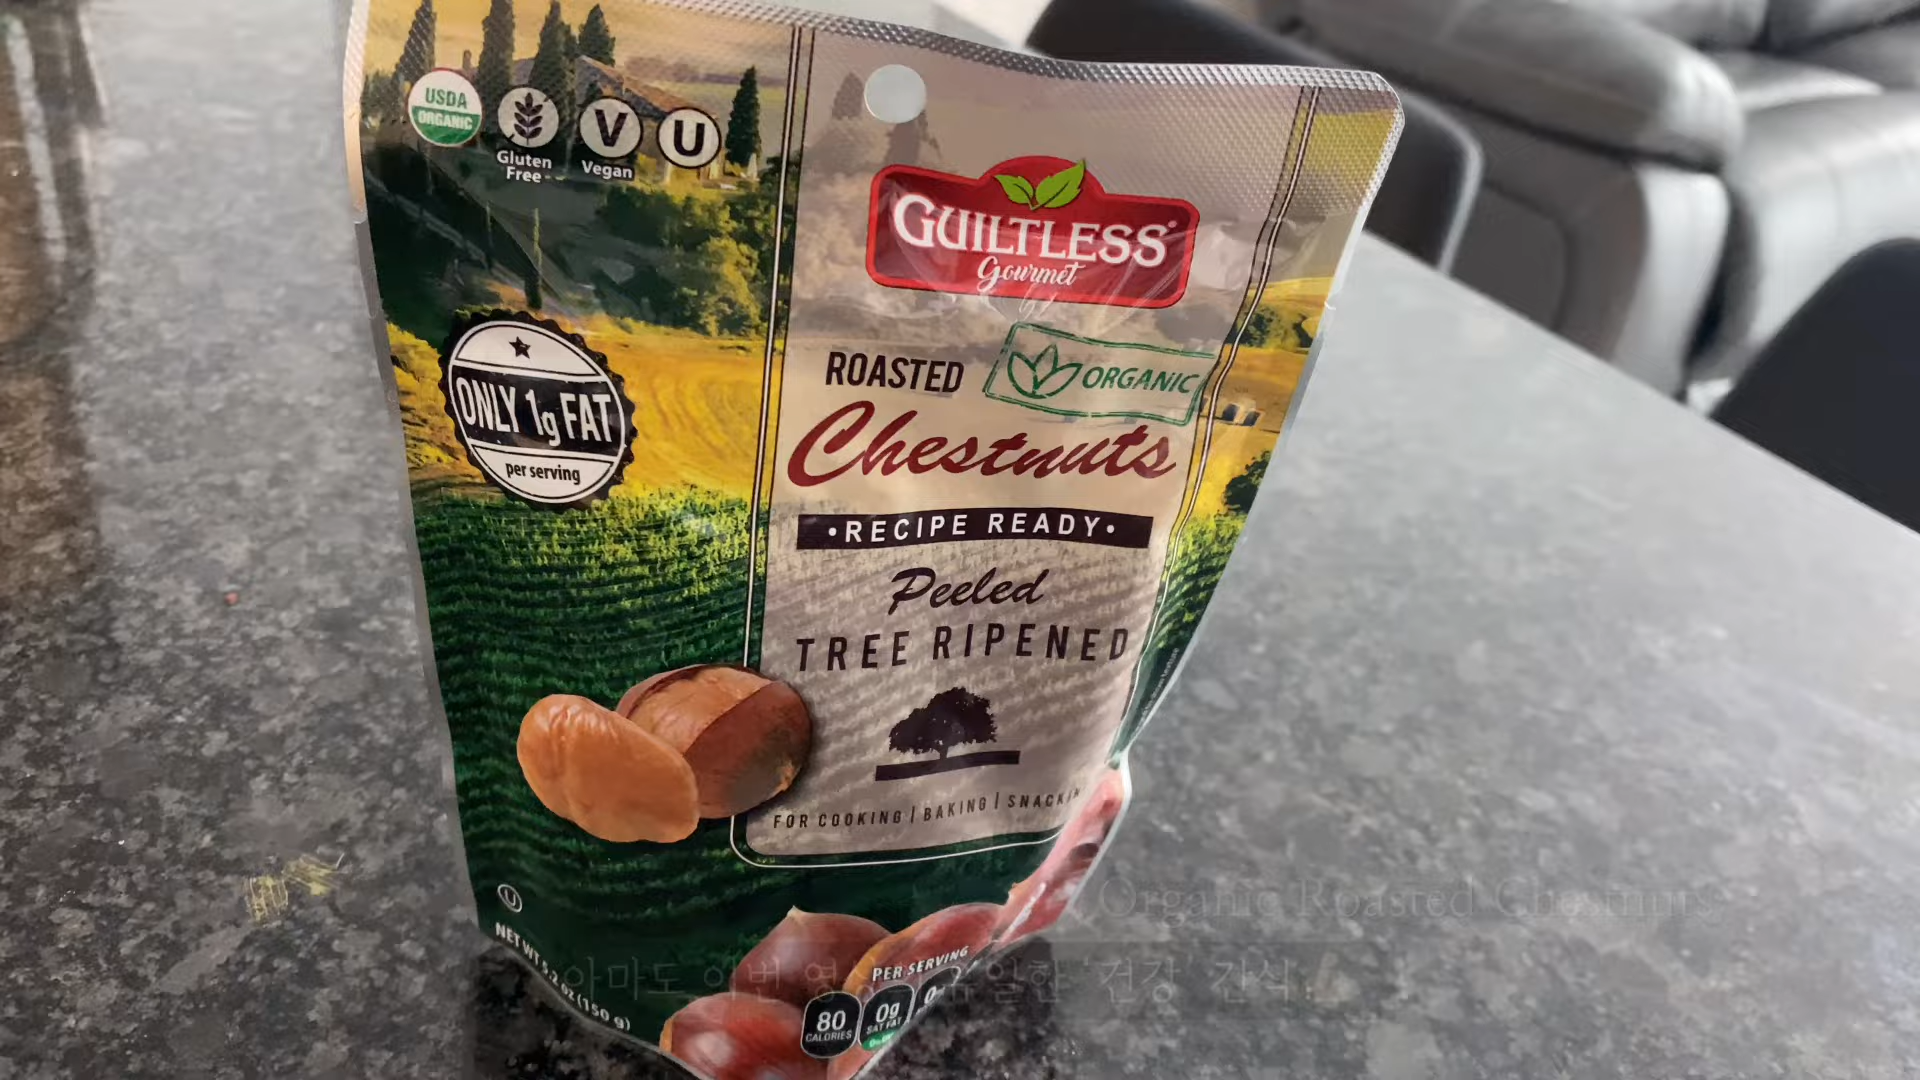 USDA
ORGANIC
Gluten
Free
V
Vegan
U
GUILTLESS®
Gourmet
ONLY 1g FAT
per serving
ROASTED
ORGANIC
Chestnuts
•RECIPE READY•
Peeled
TREE RIPENED
FOR COOKING | BAKING |
U
NET WT 5.2 oz (150 g)
PER SERVING
80
CALORIES
0g
SAT FAT
Organic Roasted Chestnuts
아마도 이번 영상 유일한 건강 간식